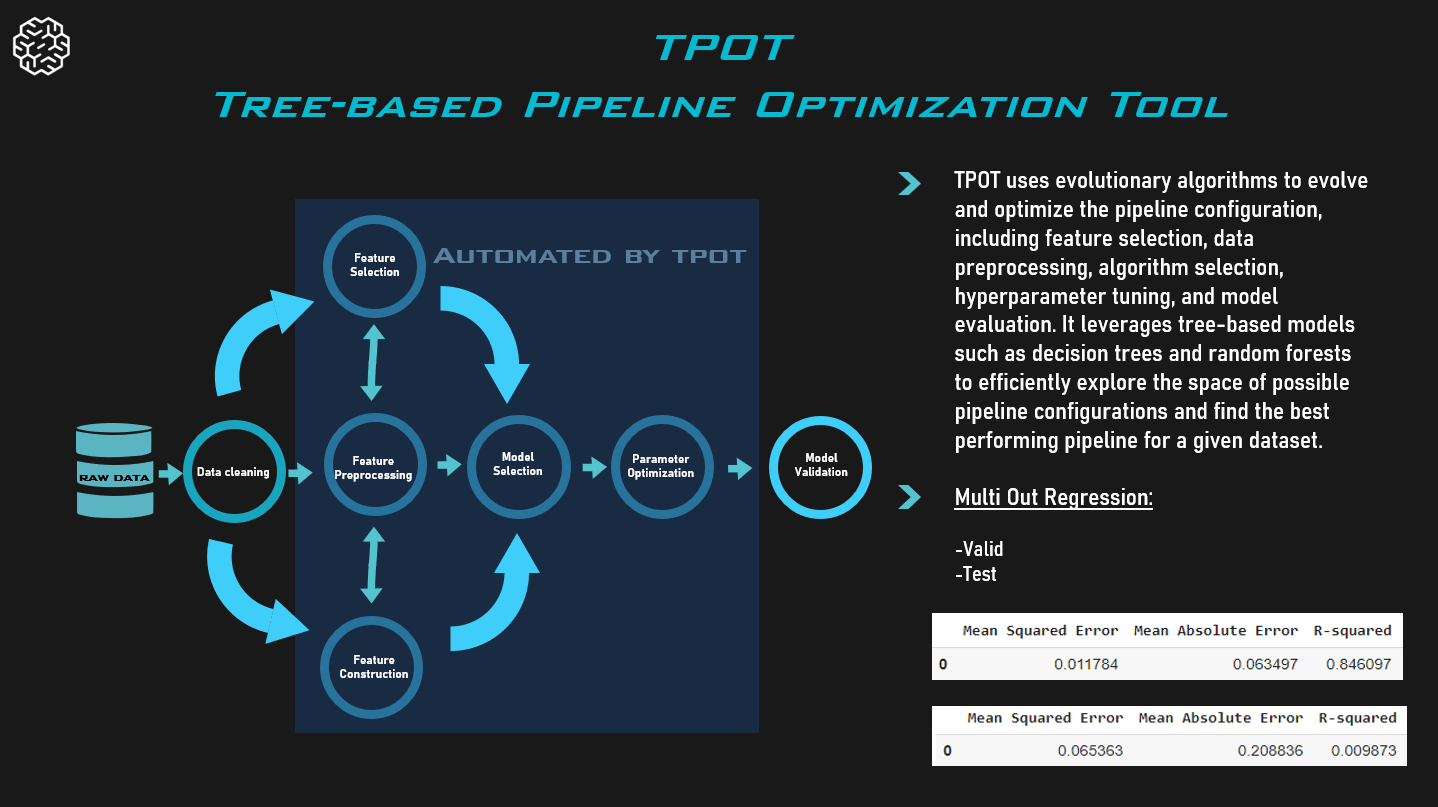 TPOT
Tree-based Pipeline Optimization Tool
Automated by tpot
Feature
Selection
RAW DATA
Data cleaning
Feature
Preprocessing
Model
Selection
Parameter
Optimization
Model
Validation
Feature
Construction
TPOT uses evolutionary algorithms to evolve
and optimize the pipeline configuration,
including feature selection, data
preprocessing, algorithm selection,
hyperparameter tuning, and model
evaluation. It leverages tree-based models
such as decision trees and random forests
to efficiently explore the space of possible
pipeline configurations and find the best
performing pipeline for a given dataset.
Multi Out Regression:
-Valid
-Test
Mean Squared Error Mean Absolute Error R-squared
0 0.011784 0.063497 0.846097
Mean Squared Error Mean Absolute Error R-squared
0 0.065363 0.208836 0.009873